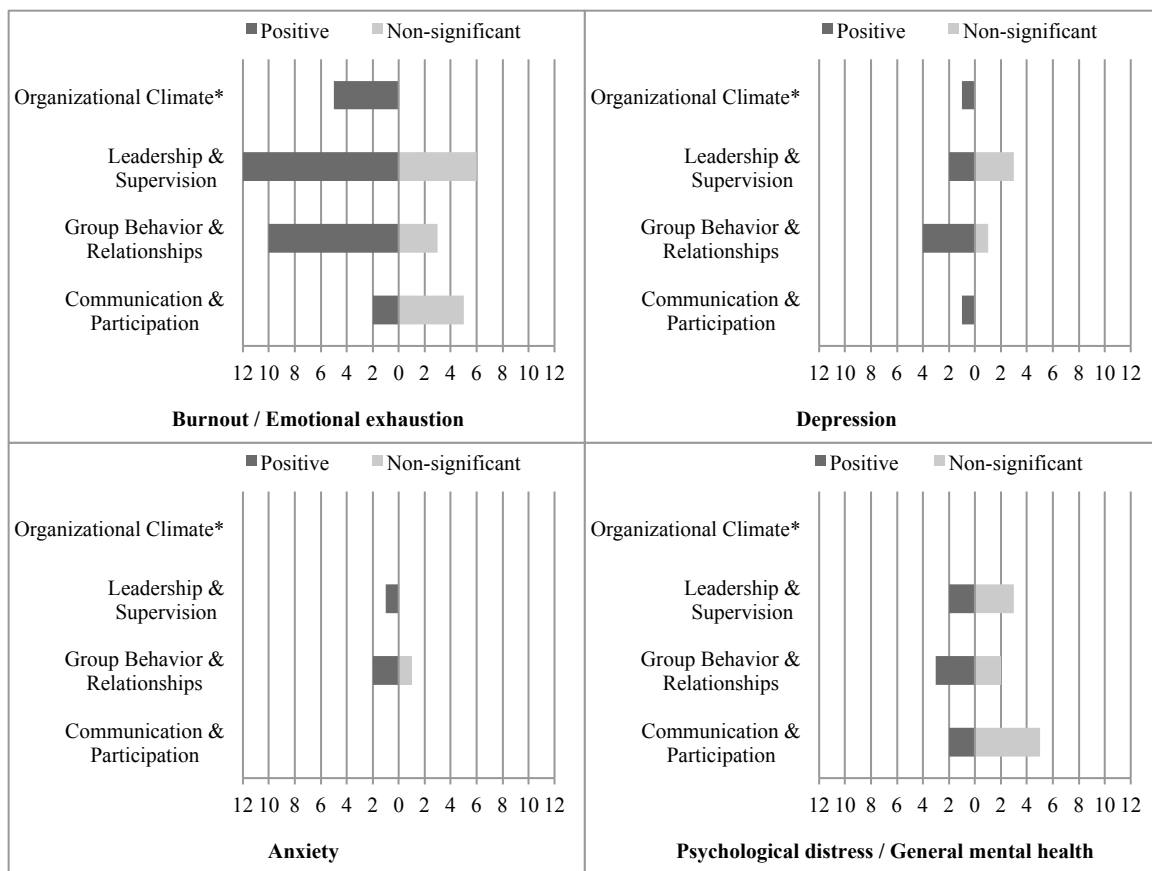 Positive Non-significant
Organizational Climate*
Leadership &
Supervision
Group Behavior &
Relationships
Communication &
Participation
12 10 8 6 4 2 0 2 4 6 8 10 12
Burnout / Emotional exhaustion
Positive Non-significant
Organizational Climate*
Leadership &
Supervision
Group Behavior &
Relationships
Communication &
Participation
12 10 8 6 4 2 0 2 4 6 8 10 12
Depression
Positive Non-significant
Organizational Climate*
Leadership &
Supervision
Group Behavior &
Relationships
Communication &
Participation
12 10 8 6 4 2 0 2 4 6 8 10 12
Anxiety
Positive Non-significant
Organizational Climate*
Leadership &
Supervision
Group Behavior &
Relationships
Communication &
Participation
12 10 8 6 4 2 0 2 4 6 8 10 12
Psychological distress / General mental health